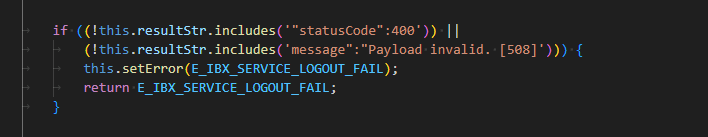 if ((!this.resultStr.includes('"statusCode":400')) ||
(!this.resultStr.includes('message":"Payload invalid. [508]'))) {
this.setError(E_IBX_SERVICE_LOGOUT_FAIL);
return E_IBX_SERVICE_LOGOUT_FAIL;
}